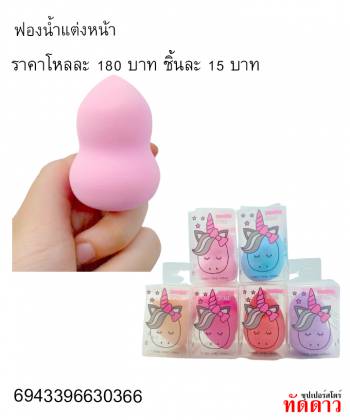 ฟองน้ำแต่งหน้า
ราคาโหลละ 180 บาท ชิ้นละ 15 บาท
6943396630366
ซุปเปอร์สโตร์
ทัดดาว